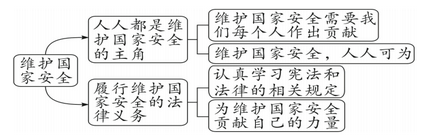 维护国
家安全
人人都是维
护国家安全
的主角
维护国家安全需要我
们每个人作出贡献
维护国家安全，人人可为
履行维护国
家安全的法
律义务
认真学习宪法和
法律的相关规定
为维护国家安全
贡献自己的力量